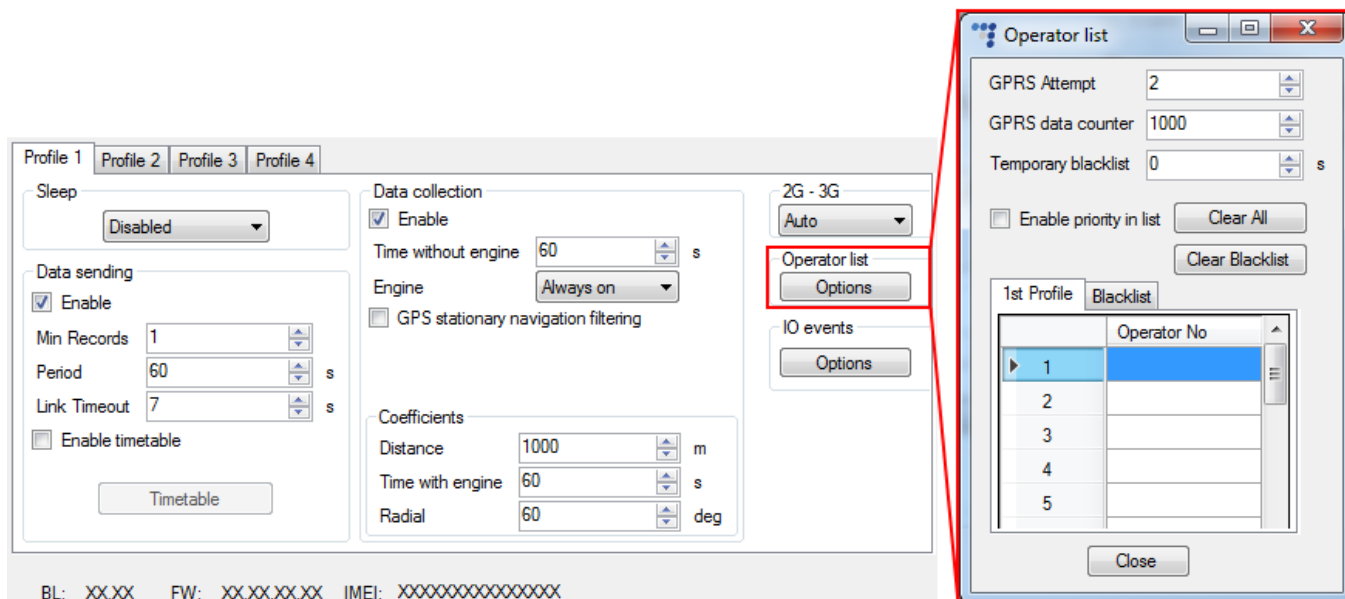 Profile 1 Profile 2 Profile 3 Profile 4
Sleep
Disabled
Data sending
Enable
Min Records 1
Period 60 s
Link Timeout 7 s
Enable timetable
Timetable
Data collection
Enable
Time without engine 60 s
Engine Always on
GPS stationary navigation filtering
Coefficients
Distance 1000 m
Time with engine 60 s
Radial 60 deg
2G - 3G
Auto
Operator list
Options
IO events
Options
BL: XX.XX FW: XX.XX.XX.XX IMEI: XXXXXXXXXXXXXXX
Operator list
GPRS Attempt 2
GPRS data counter 1000
Temporary blacklist 0 s
Enable priority in list Clear All
Clear Blacklist
1st Profile Blacklist
Operator No
1
2
3
4
5
Close